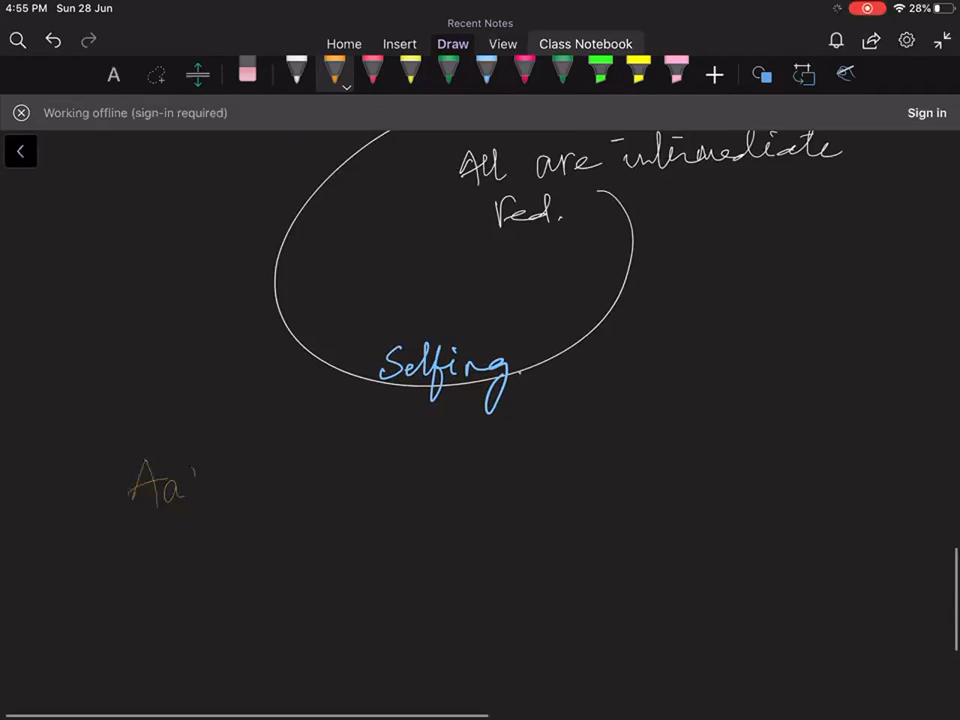 4:55 PM Sun 28 Jun
28%
Recent Notes
Home Insert Draw View Class Notebook
A
Working offline (sign-in required) Sign in
All are intermediate
red.
Selfing
Aa'